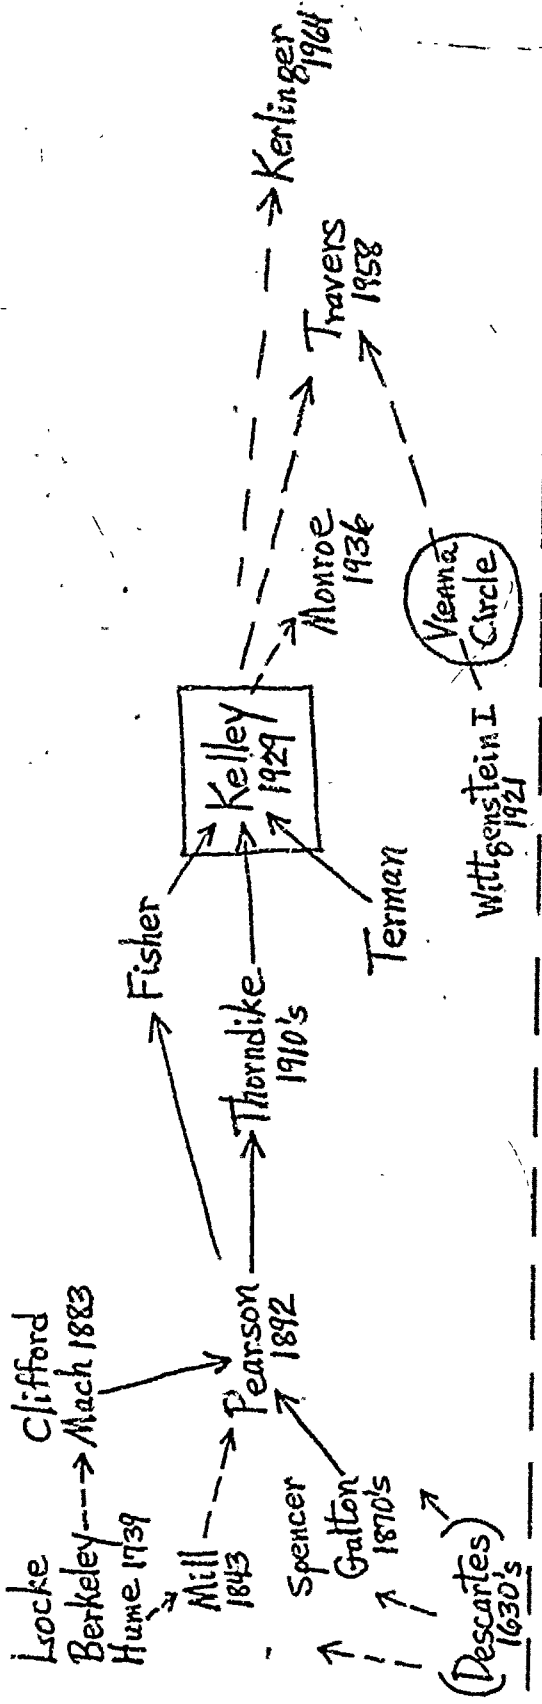 Locke
Berkeley
Hume 1739
Clifford
Mach 1883
Mill
1843
Spencer
Galton
1870's
(Descartes)
1630's
Pearson
1892
Fisher
Thorndike
1910's
Terman
Kelley
1929
Wittgenstein I
1921
Vienna
Circle
Monroe
1936
Travers
1958
Kerlinger
1964